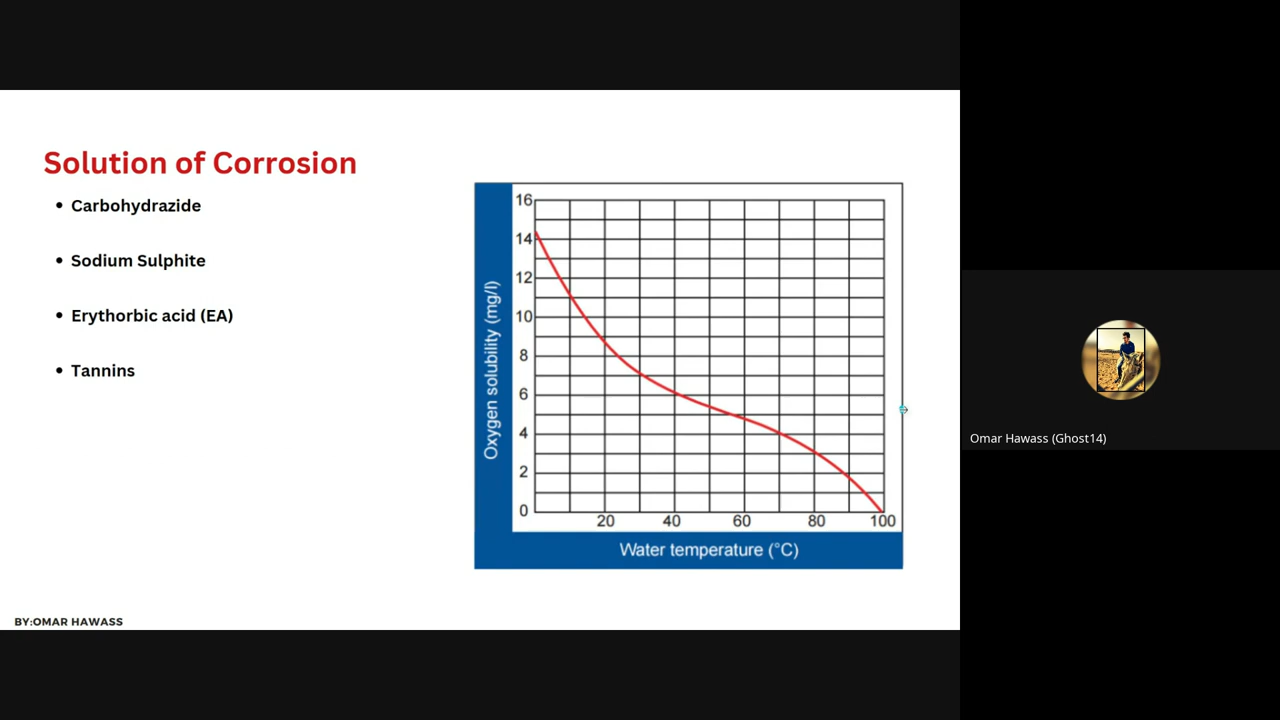 Solution of Corrosion
• Carbohydrazide
• Sodium Sulphite
• Erythorbic acid (EA)
• Tannins
BY:OMAR HAWASS
Oxygen solubility (mg/l)
16
14
12
10
8
6
4
2
0
20 40 60 80 100
Water temperature (°C)
Omar Hawass (Ghost14)